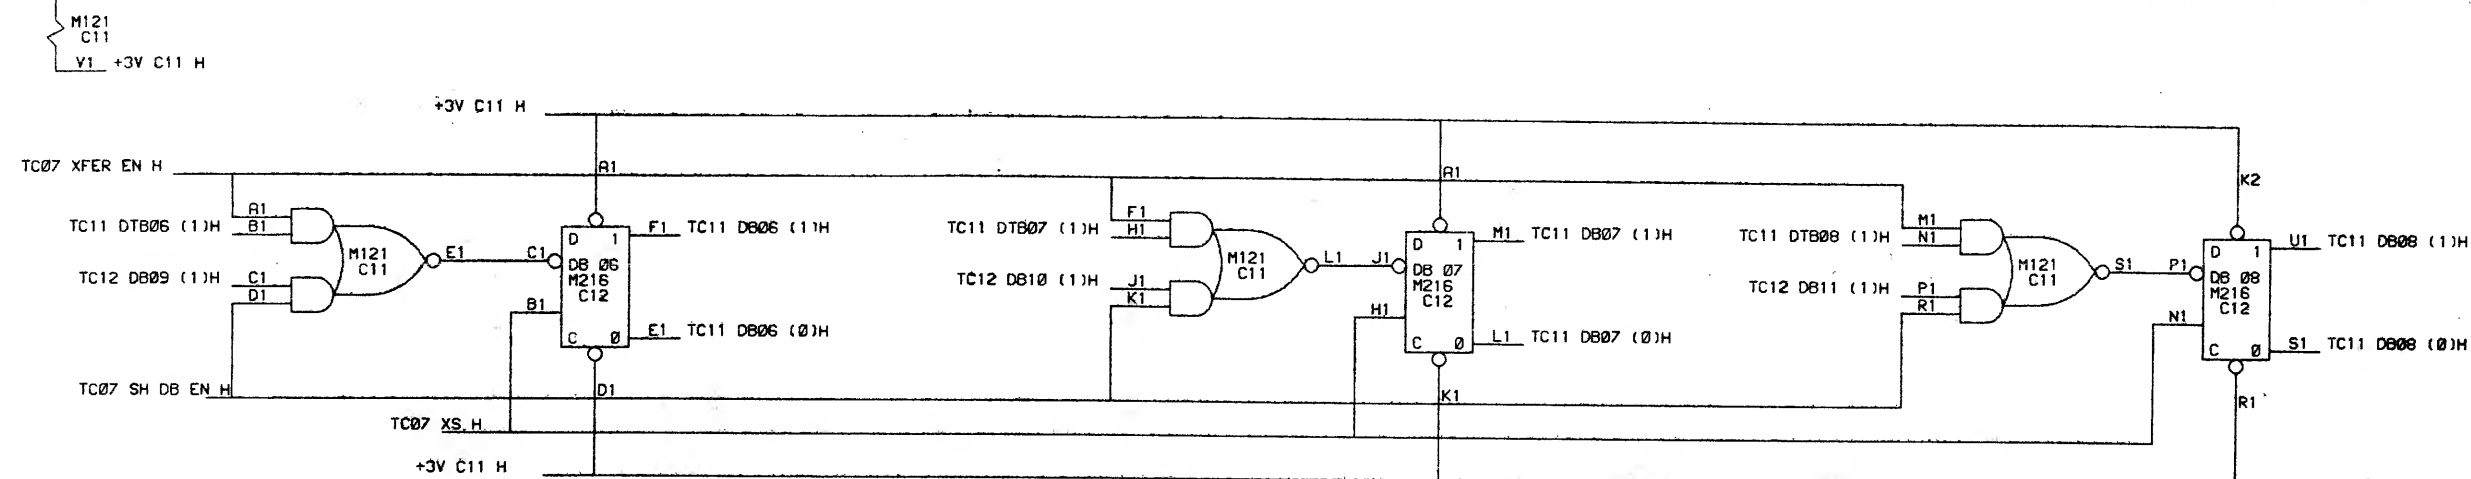 M121
C11
V1 +3V C11 H
+3V C11 H
TC07 XFER EN H
A1
A1
K2
A1
TC11 DTB06 (1)H B1
M121
C11
E1
C1
TC12 DB09 (1)H C1
D1
D 1
DB 06
M216
C12
C 0
B1
F1 TC11 DB06 (1)H
E1 TC11 DB06 (0)H
D1
F1
TC11 DTB07 (1)H H1
M121
C11
L1
J1
TC12 DB10 (1)H J1
K1
D 1
DB 07
M216
C12
C 0
H1
M1 TC11 DB07 (1)H
L1 TC11 DB07 (0)H
K1
M1
TC11 DTB08 (1)H N1
M121
C11
S1
P1
TC12 DB11 (1)H P1
R1
D 1
DB 08
M216
C12
C 0
N1
U1 TC11 DB08 (1)H
S1 TC11 DB08 (0)H
R1
TC07 SH DB EN H
TC07 XS H
+3V C11 H